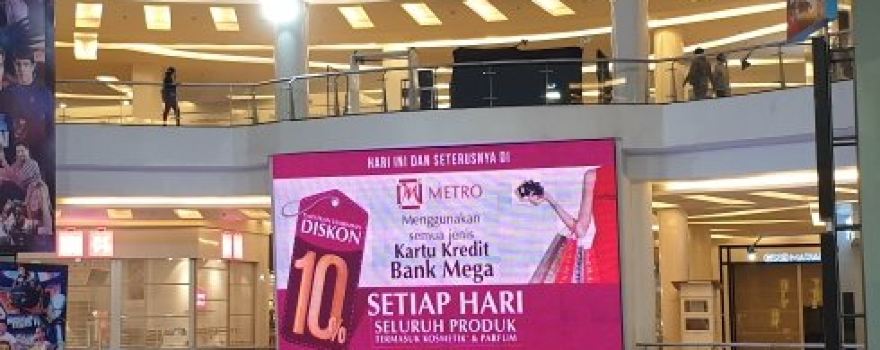 HARI INI DAN SETERUSNYA DI
METRO
Menggunakan
semua jenis
Kartu Kredit
Bank Mega
DISKON
10%
SETIAP HARI
SELURUH PRODUK
TERMASUK KOSMETIK & PARFUM